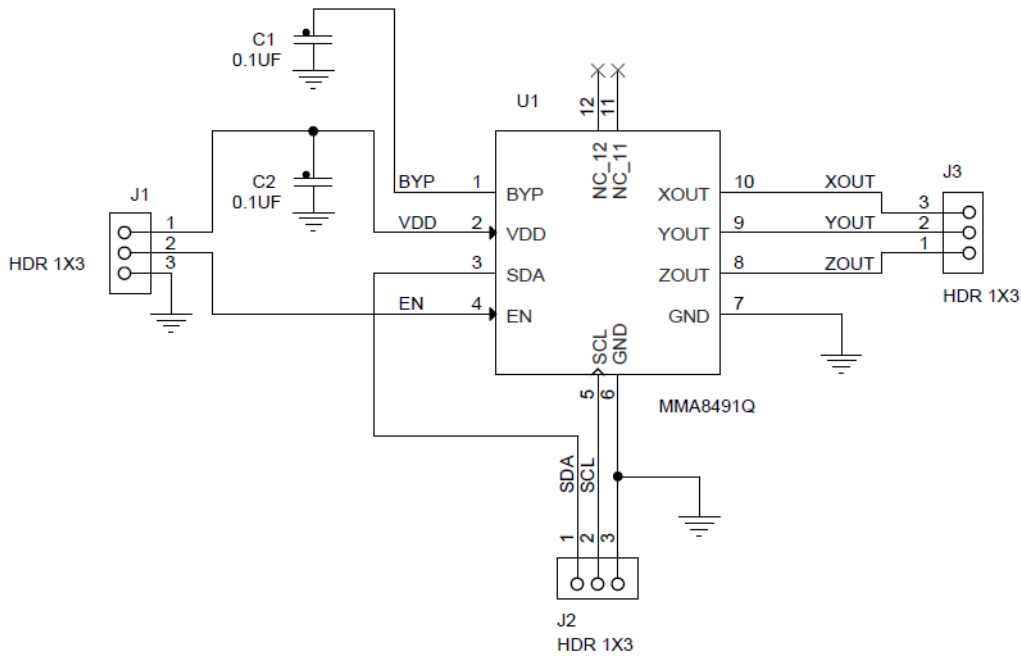 C1
0.1UF
U1
12
11
NC_12
NC_11
C2
0.1UF
BYP
1
BYP
XOUT
10
XOUT
J3
J1
1
2
3
HDR 1X3
VDD
2
VDD
YOUT
9
YOUT
3
2
1
3
SDA
ZOUT
8
ZOUT
HDR 1X3
EN
4
EN
GND
7
SCL
GND
5
6
MMA8491Q
SDA
SCL
1
2
3
J2
HDR 1X3